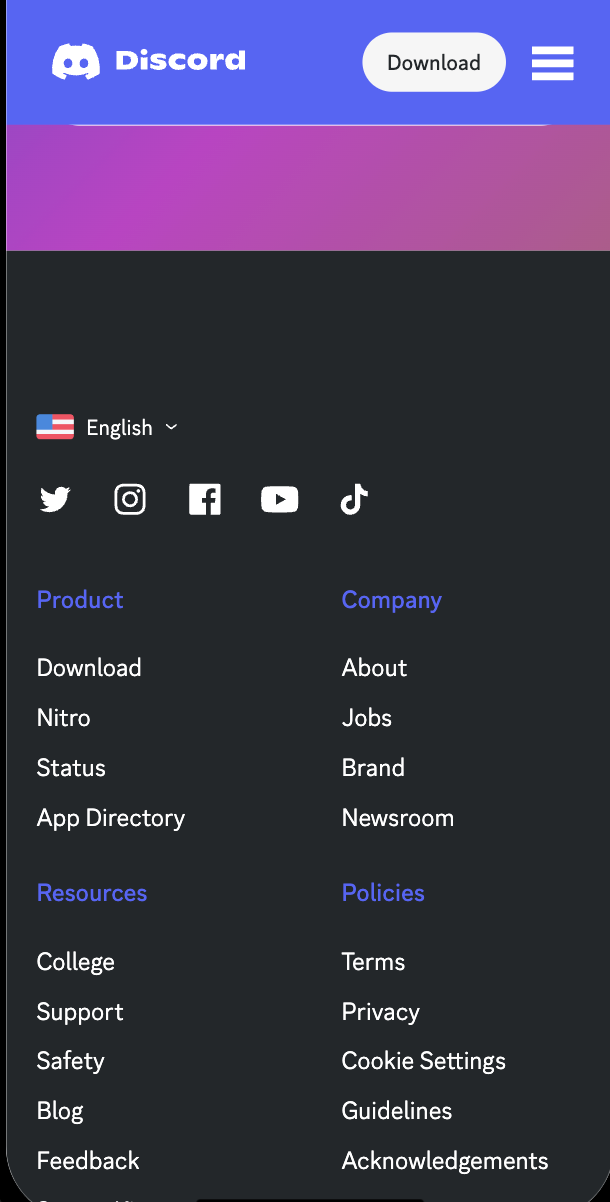 Discord
Download
English
Product
Company
Download
About
Nitro
Jobs
Status
Brand
App Directory
Newsroom
Resources
Policies
College
Terms
Support
Privacy
Safety
Cookie Settings
Blog
Guidelines
Feedback
Acknowledgements